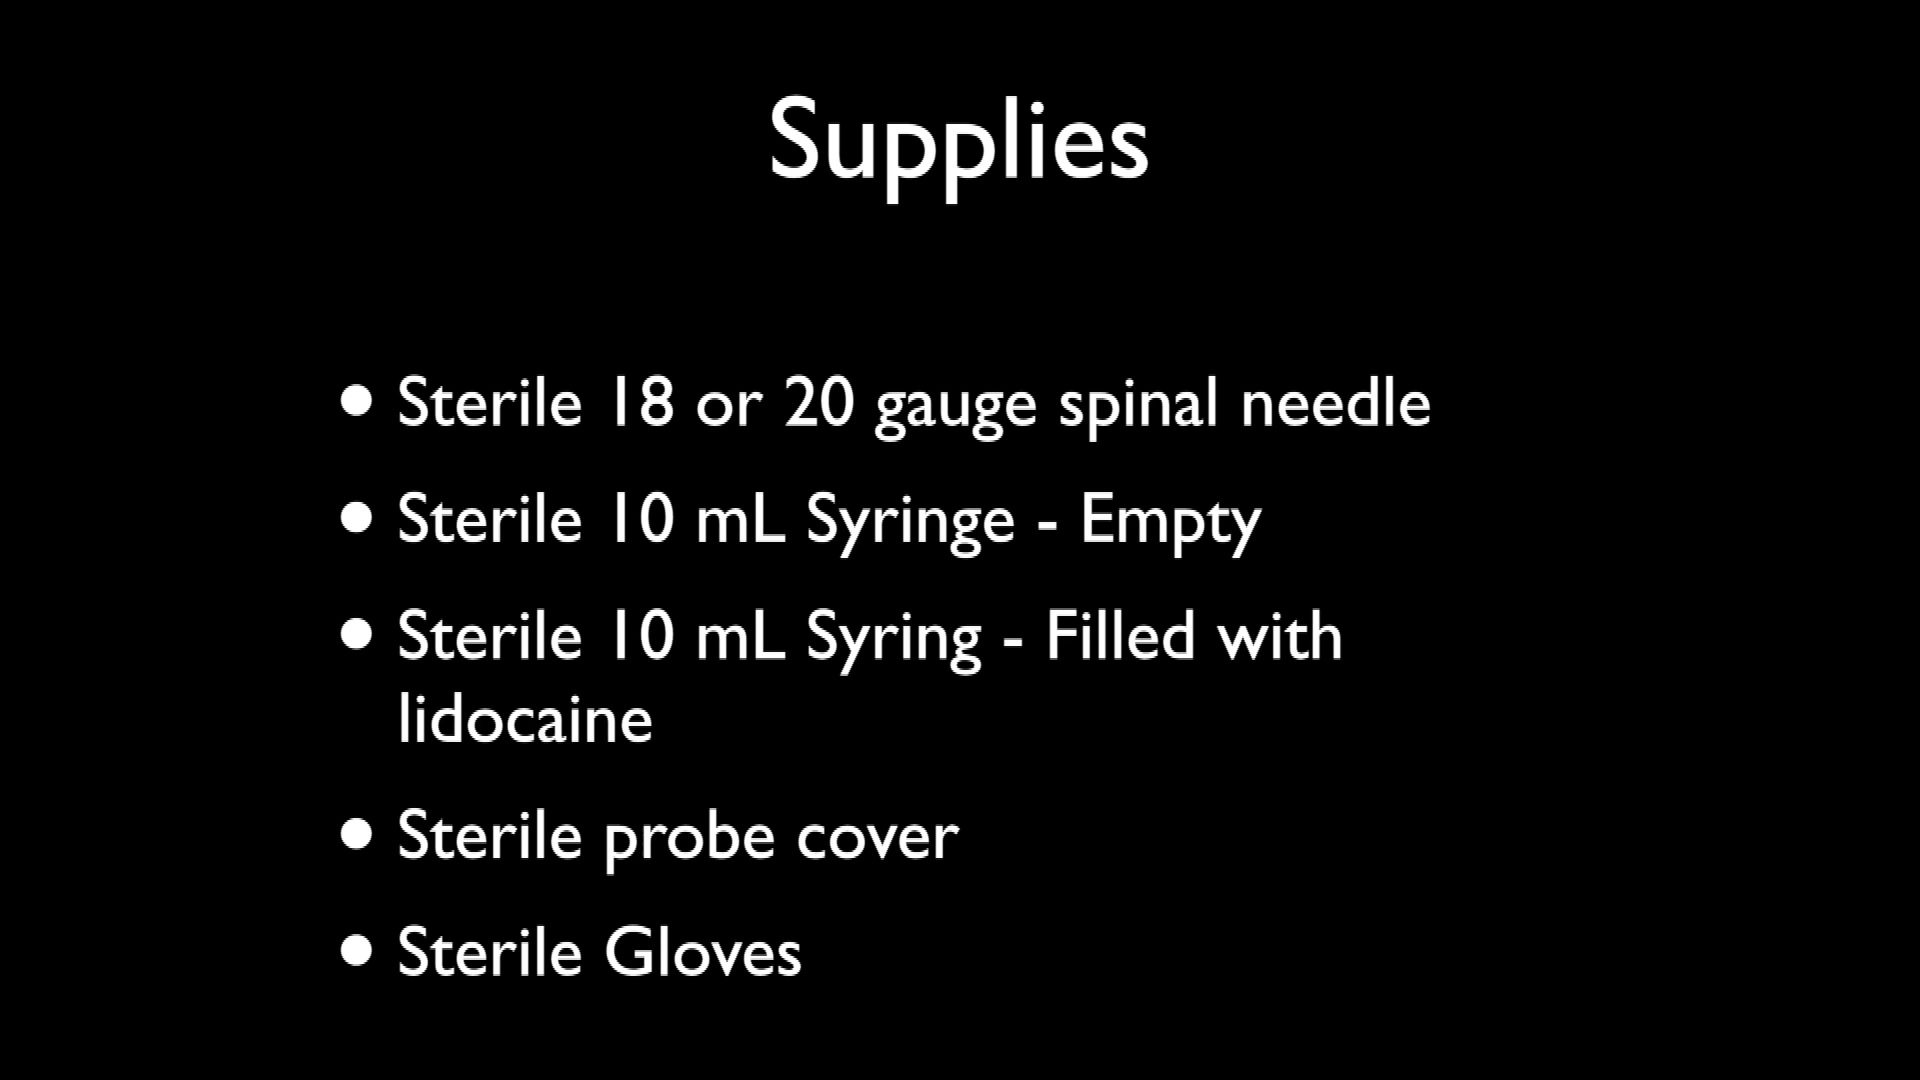 Supplies
• Sterile 18 or 20 gauge spinal needle
• Sterile 10 mL Syringe - Empty
• Sterile 10 mL Syring - Filled with
lidocaine
• Sterile probe cover
• Sterile Gloves